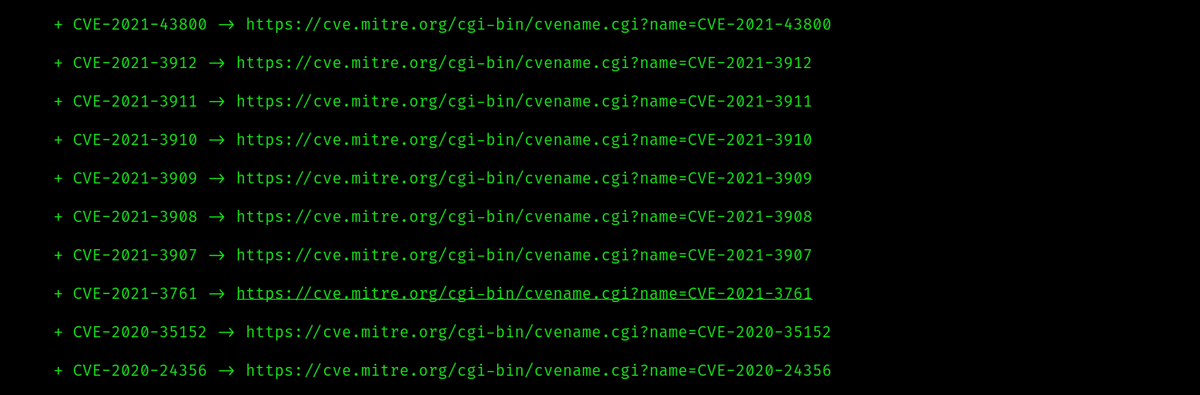 + CVE-2021-43800 → https://cve.mitre.org/cgi-bin/cvename.cgi?name=CVE-2021-43800
+ CVE-2021-3912 → https://cve.mitre.org/cgi-bin/cvename.cgi?name=CVE-2021-3912
+ CVE-2021-3911 → https://cve.mitre.org/cgi-bin/cvename.cgi?name=CVE-2021-3911
+ CVE-2021-3910 → https://cve.mitre.org/cgi-bin/cvename.cgi?name=CVE-2021-3910
+ CVE-2021-3909 → https://cve.mitre.org/cgi-bin/cvename.cgi?name=CVE-2021-3909
+ CVE-2021-3908 → https://cve.mitre.org/cgi-bin/cvename.cgi?name=CVE-2021-3908
+ CVE-2021-3907 → https://cve.mitre.org/cgi-bin/cvename.cgi?name=CVE-2021-3907
+ CVE-2021-3761 → https://cve.mitre.org/cgi-bin/cvename.cgi?name=CVE-2021-3761
+ CVE-2020-35152 → https://cve.mitre.org/cgi-bin/cvename.cgi?name=CVE-2020-35152
+ CVE-2020-24356 → https://cve.mitre.org/cgi-bin/cvename.cgi?name=CVE-2020-24356